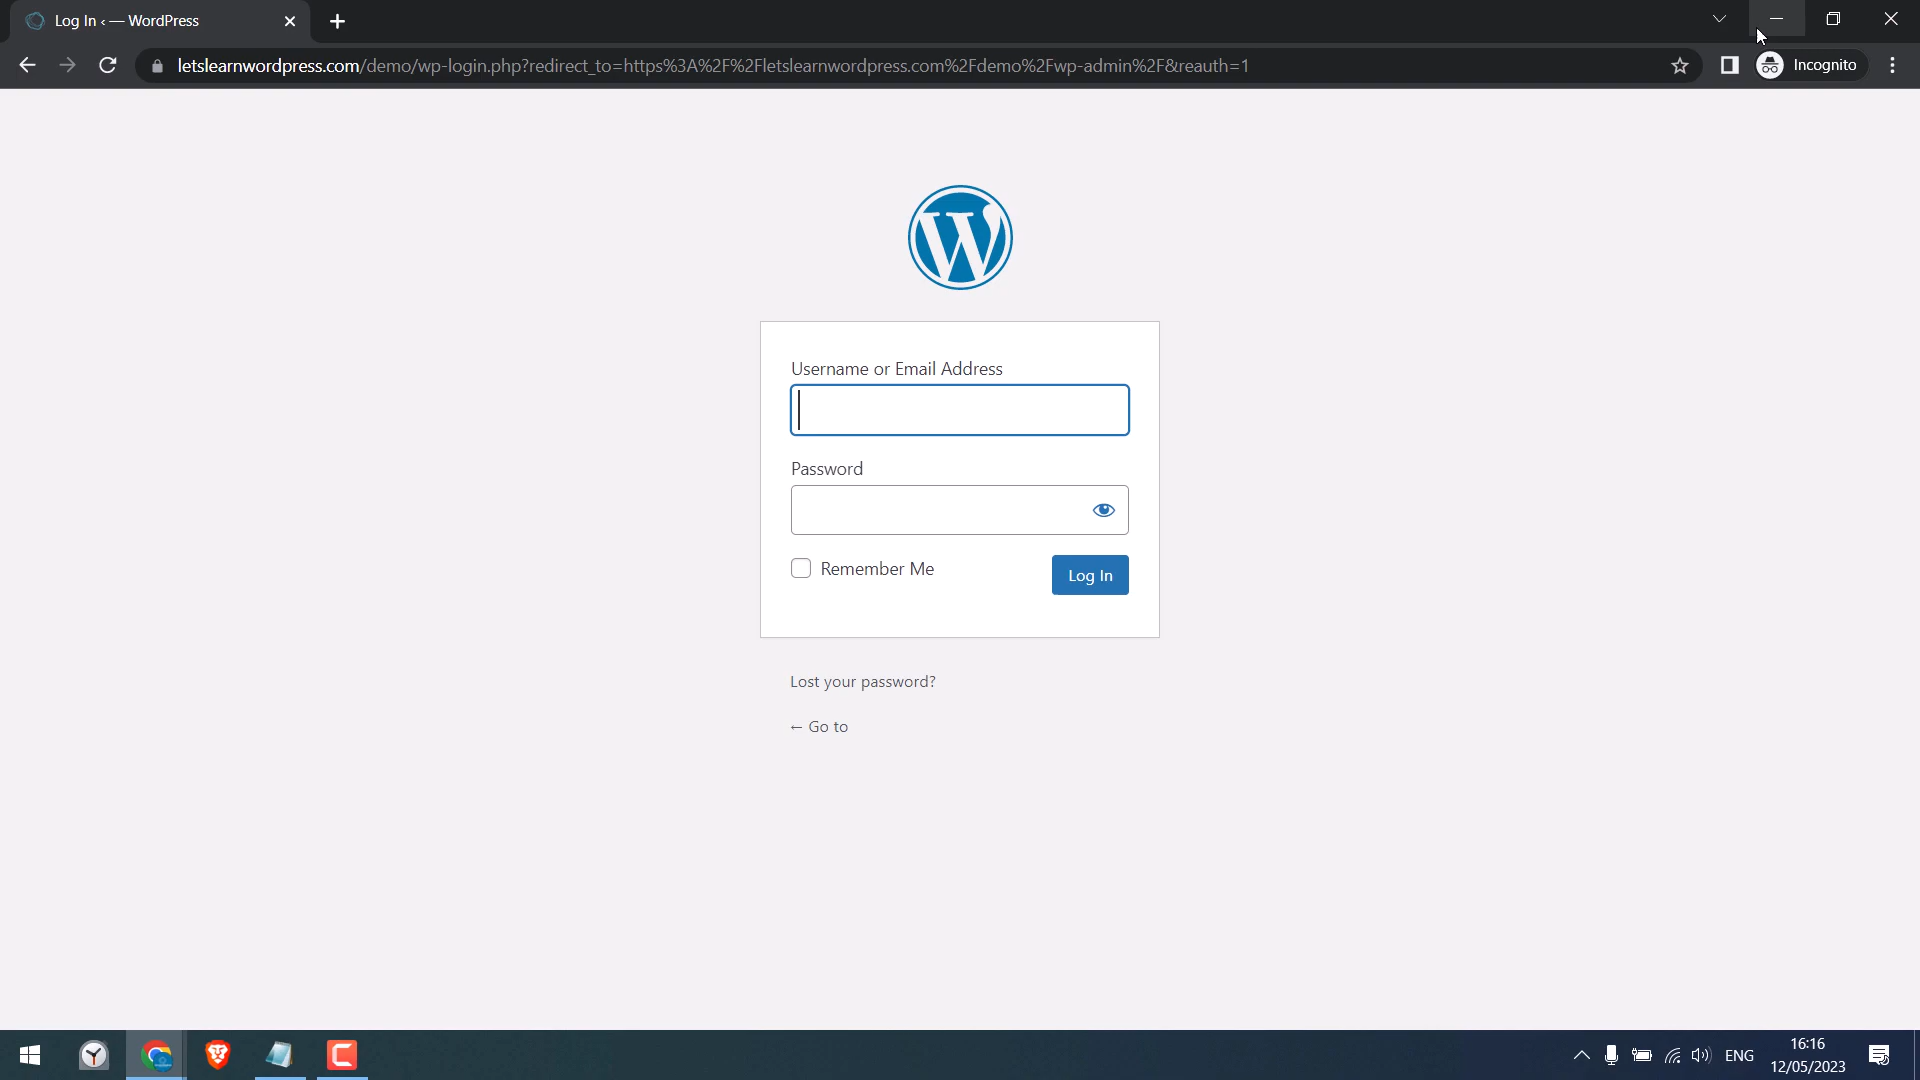 Log In ‹ — WordPress
letslearnwordpress.com/demo/wp-login.php?redirect_to=https%3A%2F%2Fletslearnwordpress.com%2Fdemo%2Fwp-admin%2F&reauth=1
Incognito
Username or Email Address
Password
Remember Me
Log In
Lost your password?
← Go to
ENG
16:16
12/05/2023